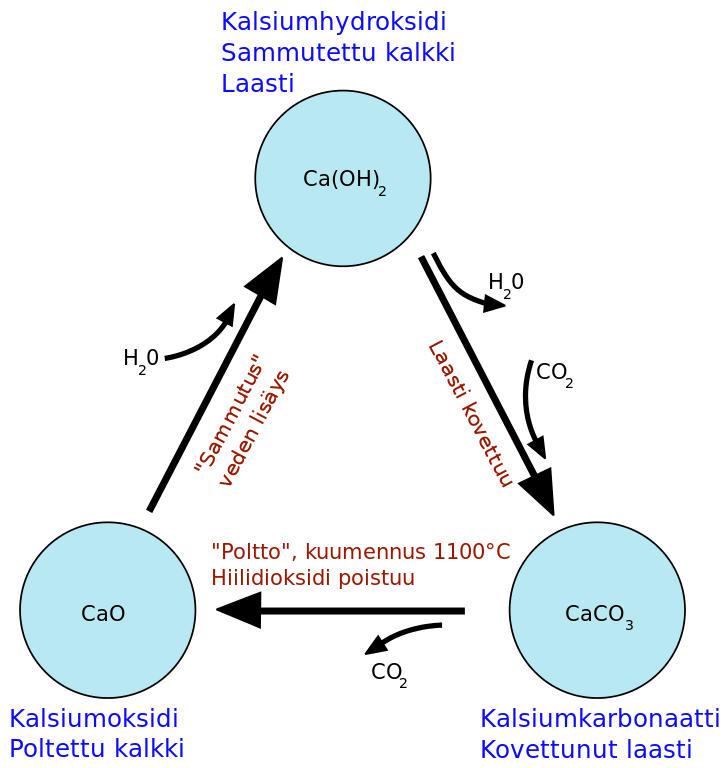 Kalsiumhydroksidi
Sammutettu kalkki
Laasti
Ca(OH)₂
H₂0
H₂0
CO₂
"Sammutus"
veden lisäys
Laasti kovettuu
"Poltto", kuumennus 1100°C
Hiilidioksidi poistuu
CaO
CaCO₃
CO₂
Kalsiumoksidi
Poltettu kalkki
Kalsiumkarbonaatti
Kovettunut laasti